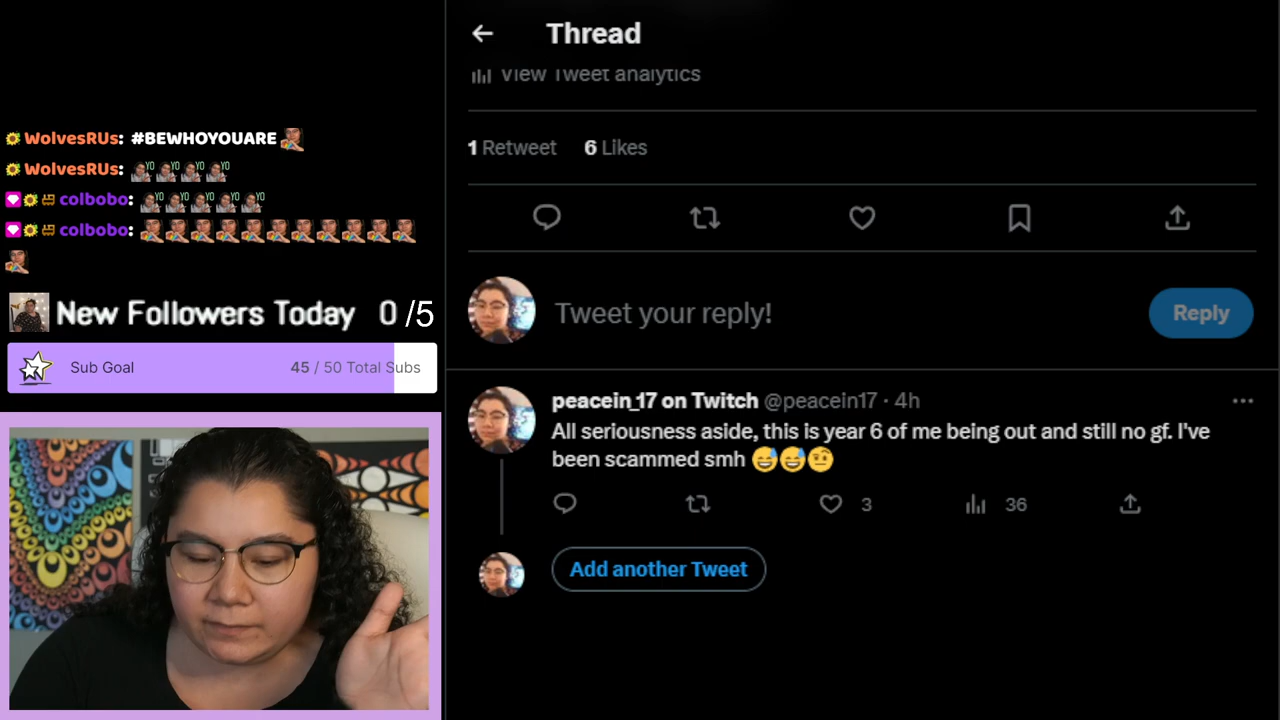 WolvesRUs: #BEWHOYOUARE
WolvesRUs:
colbobo:
colbobo:
New Followers Today 0 /5
Sub Goal 45 / 50 Total Subs
Thread
View Tweet analytics
1 Retweet 6 Likes
Tweet your reply!
Reply
peacein_17 on Twitch @peacein17 · 4h
All seriousness aside, this is year 6 of me being out and still no gf. I've
been scammed smh 😅😅🤨
3 36
Add another Tweet